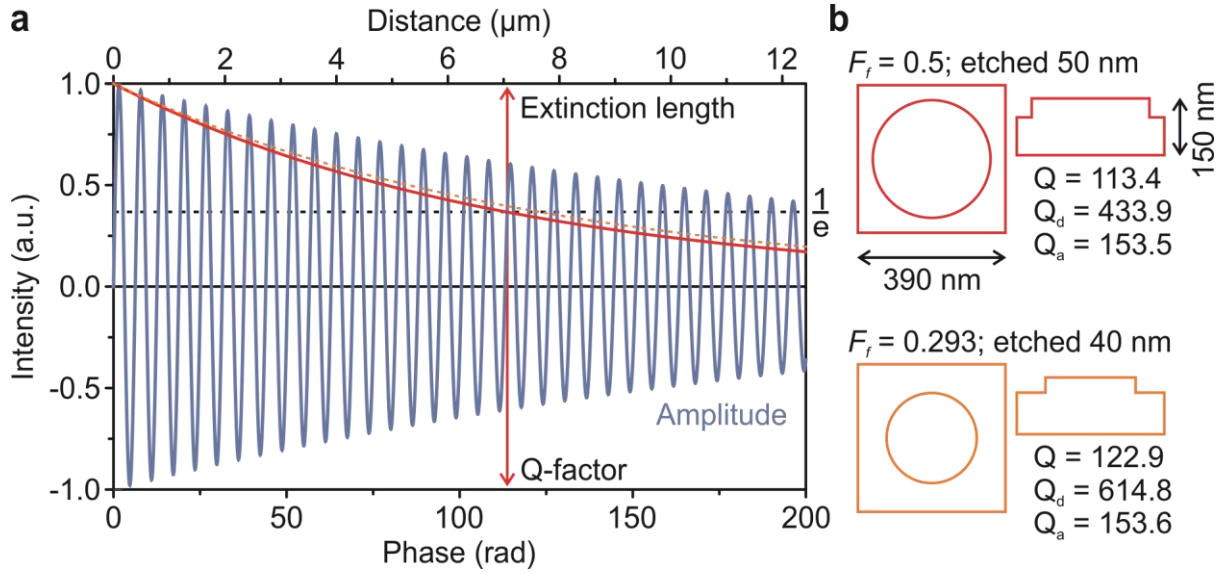 a
Distance (µm)
0 2 4 6 8 10 12
1.0
0.5
0.0
-0.5
-1.0
Intensity (a.u.)
Extinction length
1/e
Amplitude
Q-factor
0 50 100 150 200
Phase (rad)
b
F_f = 0.5; etched 50 nm
150 nm
Q = 113.4
Q_d = 433.9
Q_a = 153.5
390 nm
F_f = 0.293; etched 40 nm
Q = 122.9
Q_d = 614.8
Q_a = 153.6